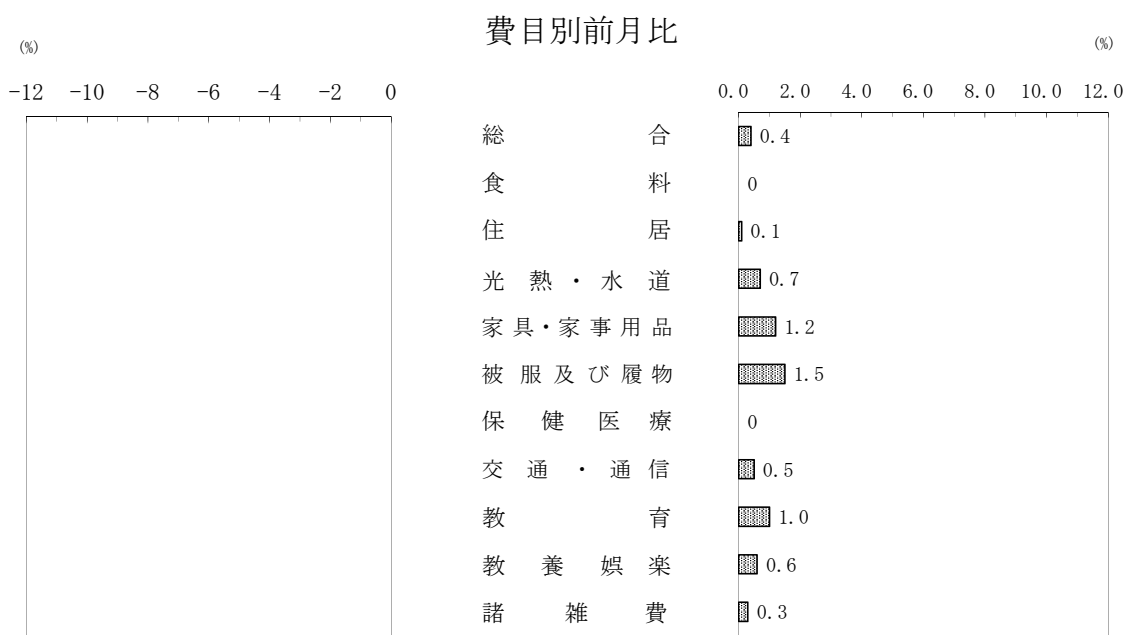 費目別前月比
(%) (%)
-12 -10 -8 -6 -4 -2 0 0.0 2.0 4.0 6.0 8.0 10.0 12.0
総合 0.4
食料 0
住居 0.1
光熱・水道 0.7
家具・家事用品 1.2
被服及び履物 1.5
保健医療 0
交通・通信 0.5
教育 1.0
教養娯楽 0.6
諸雑費 0.3